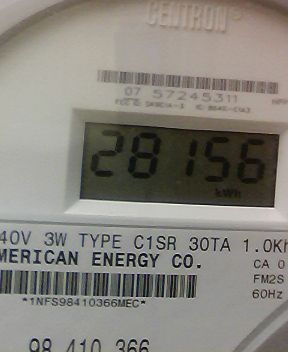 CENTRON®
07 57245311
28156
kWh
40V 3W TYPE C1SR 30TA 1.0Kh
MERICAN ENERGY CO.
CA 0
FM2S
*1NFS98410366MEC*
60Hz
98 410 366